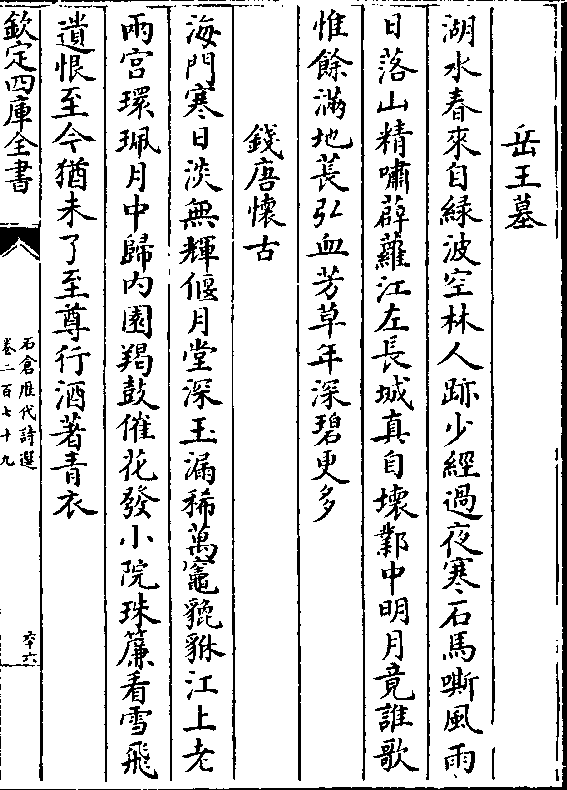 岳王墓
湖水春來自緑波空林人跡少經過夜寒石馬嘶風雨
日落山精嘯薜蘿江左長城真自壊鄴中明月竟誰歌
惟餘滿地萇弘血芳草年深碧更多
錢唐懐古
海門寒日淡無輝偃月堂深玉漏稀萬竈貔貅江上老
兩宫環珮月中歸内園羯鼓催花發小院珠簾看雪飛
遺恨至今猶未了至尊行酒著青衣
欽定四庫全書
石倉歴代詩選
卷二百七十九
六十六